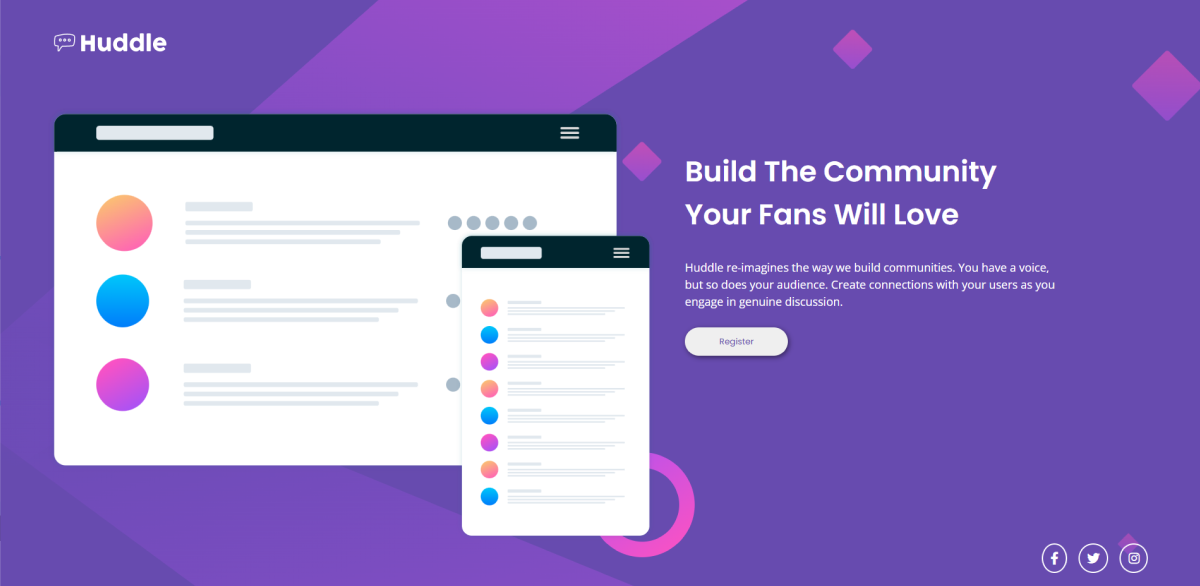 Huddle
Build The Community
Your Fans Will Love
Huddle re-imagines the way we build communities. You have a voice,
but so does your audience. Create connections with your users as you
engage in genuine discussion.
Register